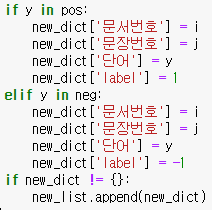 if y in pos:
    new_dict['문서번호'] = i
    new_dict['문장번호'] = j
    new_dict['단어'] = y
    new_dict['label'] = 1
elif y in neg:
    new_dict['문서번호'] = i
    new_dict['문장번호'] = j
    new_dict['단어'] = y
    new_dict['label'] = -1
if new_dict != {}:
    new_list.append(new_dict)